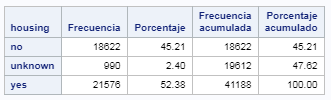 housing Frecuencia Porcentaje Frecuencia acumulada Porcentaje acumulado
no 18622 45.21 18622 45.21
unknown 990 2.40 19612 47.62
yes 21576 52.38 41188 100.00